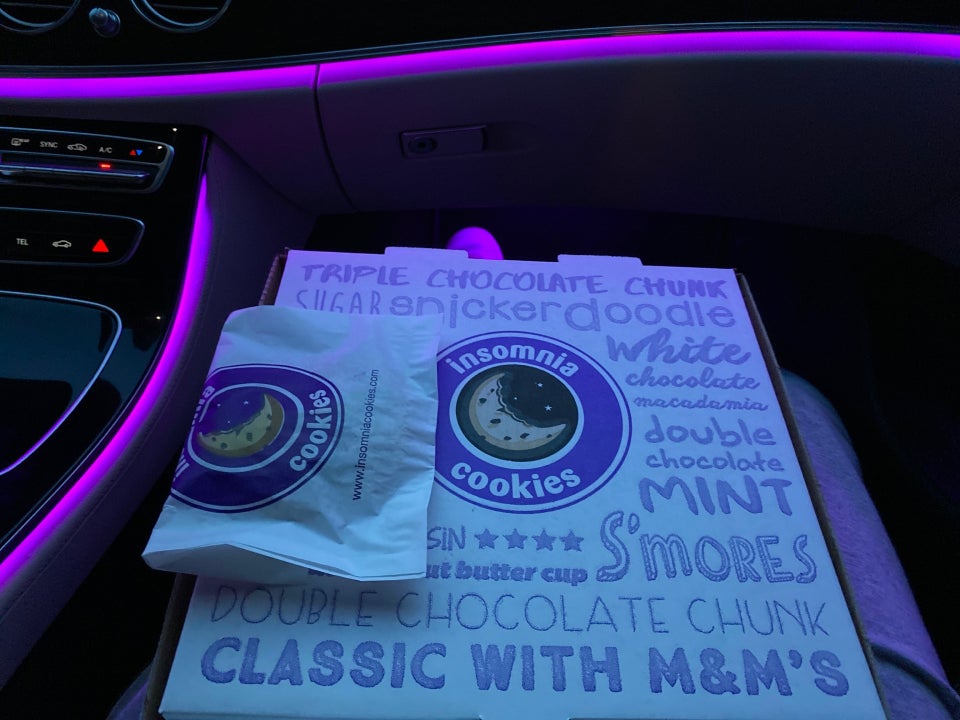 SYNC A/C
TEL
TRIPLE CHOCOLATE CHUNK
SUGAR snickerdoodle
White
chocolate
macadamia
insomnia
cookies
double
chocolate
MINT
cookies
www.insomniacookies.com
★★★★ S'MORES
butter cup
DOUBLE CHOCOLATE CHUNK
CLASSIC WITH M&M'S